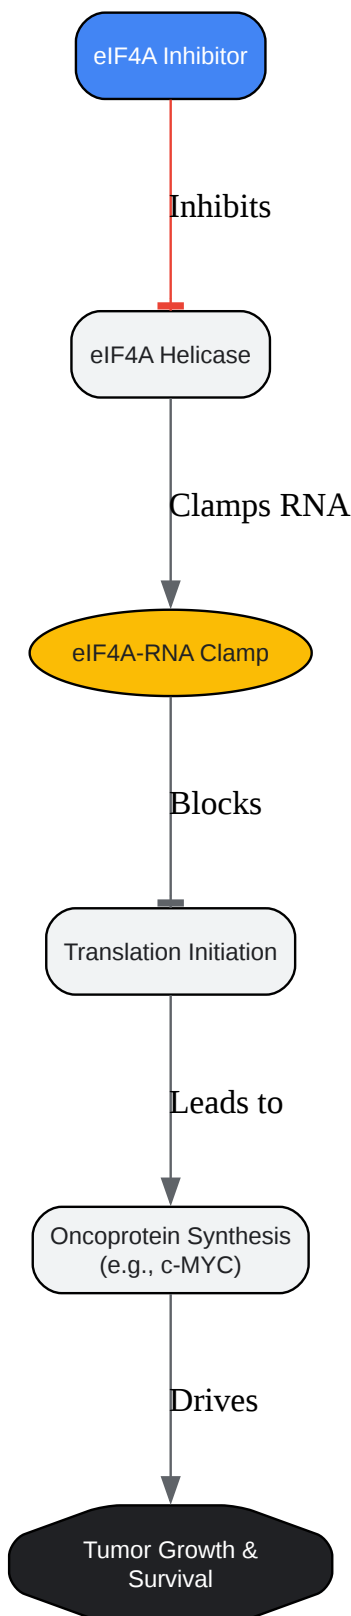 eIF4A Inhibitor
Inhibits
eIF4A Helicase
Clamps RNA
eIF4A-RNA Clamp
Blocks
Translation Initiation
Leads to
Oncoprotein Synthesis
(e.g., c-MYC)
Drives
Tumor Growth &
Survival